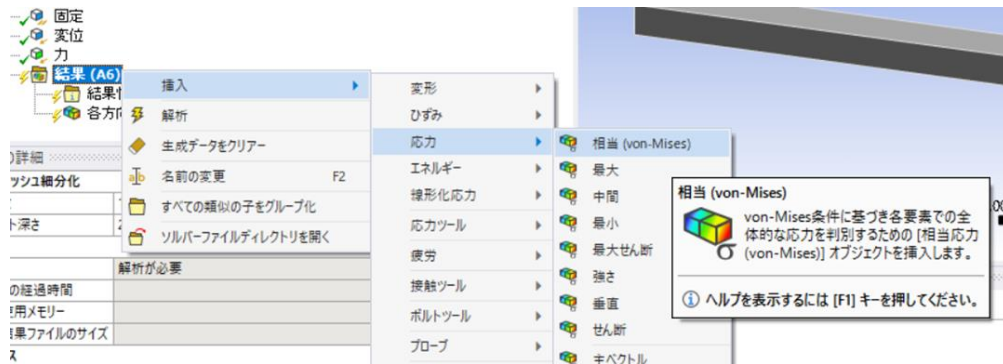 固定
変位
力
結果 (A6)
結果
各方
挿入
解析
生成データをクリアー
名前の変更 F2
すべての類似の子をグループ化
ソルバーファイルディレクトリを開く
変形
ひずみ
応力
エネルギー
線形化応力
応力ツール
疲労
接触ツール
ボルトツール
プローブ
相当 (von-Mises)
最大
中間
最小
最大せん断
強さ
垂直
せん断
主ベクトル
相当 (von-Mises)
von-Mises条件に基づき各要素での全
体的な応力を判別するための [相当応力
(von-Mises)] オブジェクトを挿入します。
ヘルプを表示するには [F1] キーを押してください。
の詳細
ッシュ細分化
ト深さ
解析が必要
の経過時間
用メモリー
果ファイルのサイズ
ス